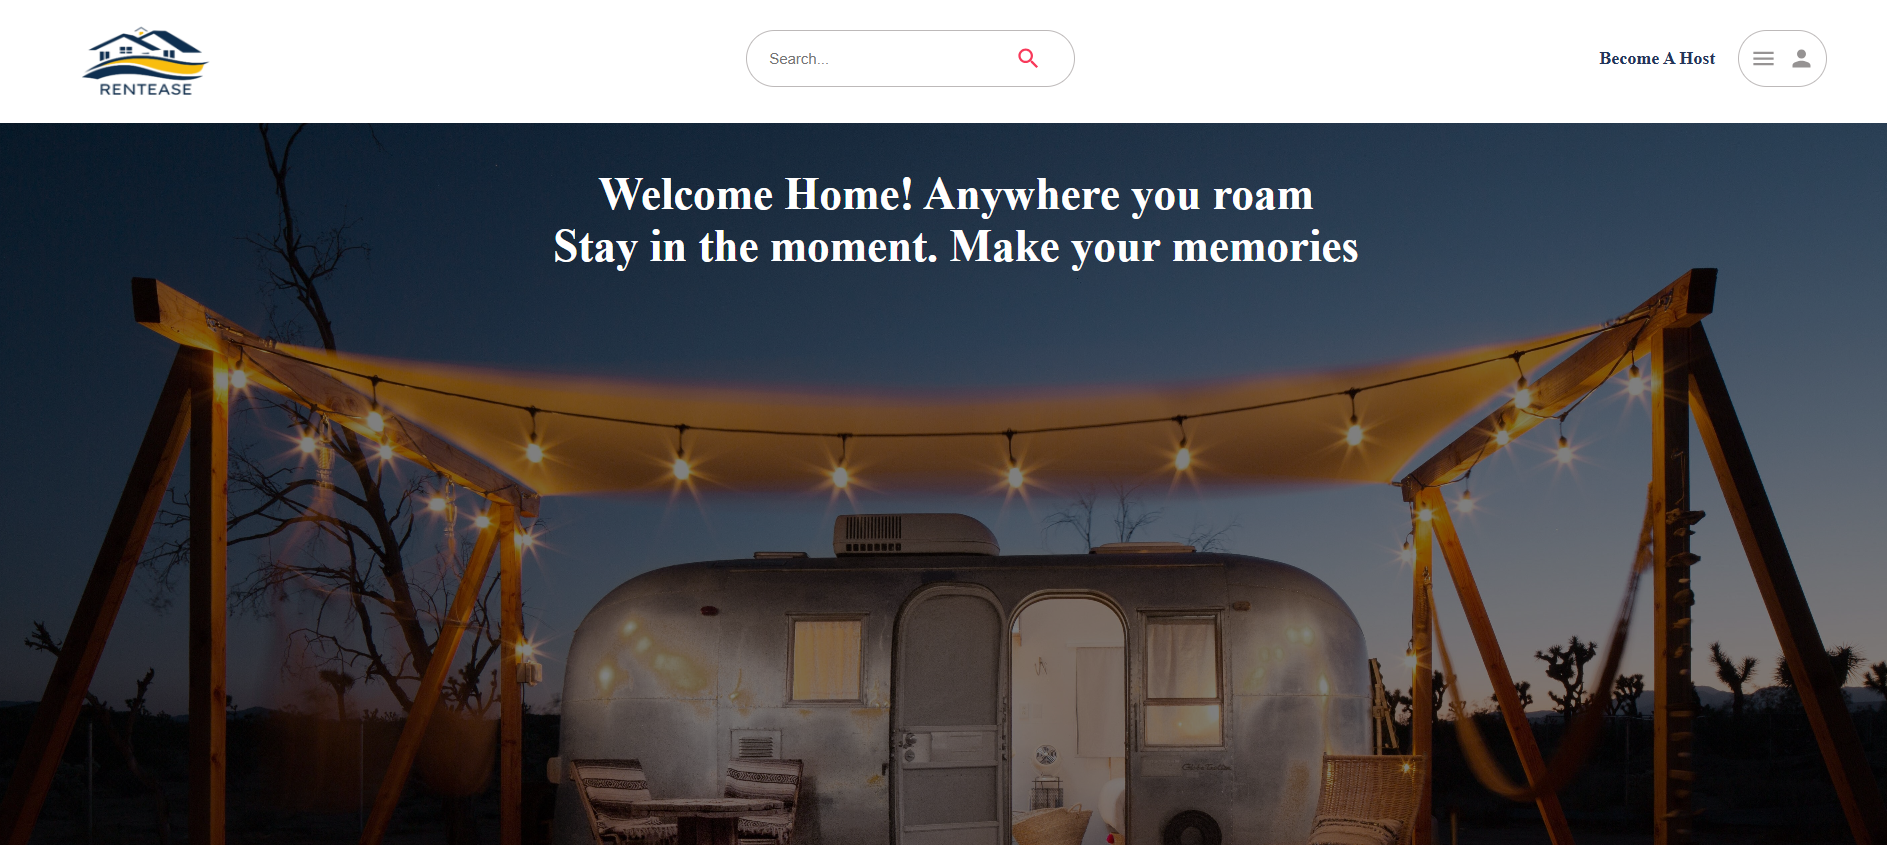 RENTEASE
Search...
Become A Host
Welcome Home! Anywhere you roam
Stay in the moment. Make your memories